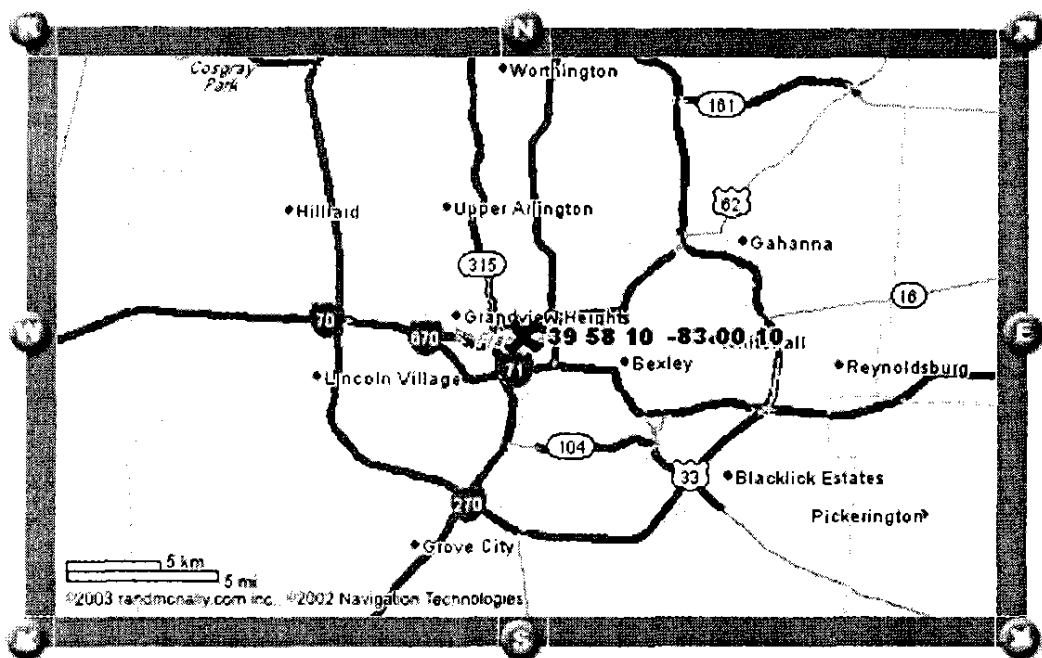 N
Cosgray
Park
Worthington
161
Hilliard
Upper Arlington
62
Gahanna
315
16
W
70
Grandview Heights
670
39 58 10 -83 00 10
E
71
Bexley
Reynoldsburg
Lincoln Village
104
33
Blacklick Estates
270
Pickerington
Grove City
5 km
5 mi
©2003 randmcnally.com inc., ©2002 Navigation Technologies
S